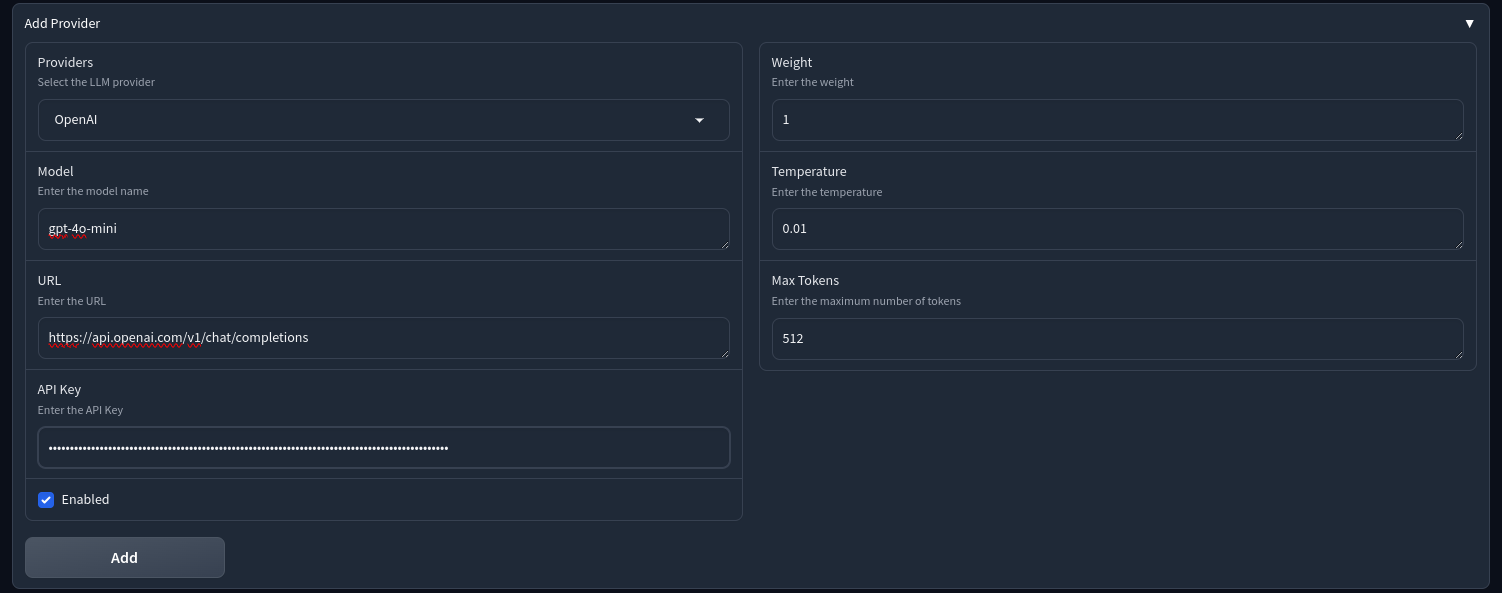 Add Provider
▼
Providers
Select the LLM provider
OpenAI
Model
Enter the model name
gpt-4o-mini
URL
Enter the URL
https://api.openai.com/v1/chat/completions
API Key
Enter the API Key
Enabled
Weight
Enter the weight
1
Temperature
Enter the temperature
0.01
Max Tokens
Enter the maximum number of tokens
512
Add